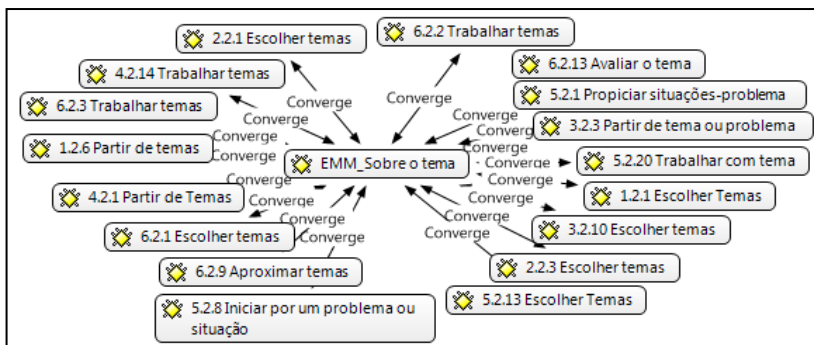 2.2.1 Escolher temas
6.2.2 Trabalhar temas
4.2.14 Trabalhar temas
6.2.13 Avaliar o tema
6.2.3 Trabalhar temas
Converge
Converge
5.2.1 Propiciar situações-problema
Converge
Converge
3.2.3 Partir de tema ou problema
1.2.6 Partir de temas
Converge
Converge
Converge
EMM_Sobre o tema
Converge
5.2.20 Trabalhar com tema
4.2.1 Partir de Temas
Converge
Converge
1.2.1 Escolher Temas
Converge
Converge
6.2.1 Escolher temas
Converge
Converge
3.2.10 Escolher temas
Converge
6.2.9 Aproximar temas
2.2.3 Escolher temas
5.2.8 Iniciar por um problema ou
situação
5.2.13 Escolher Temas